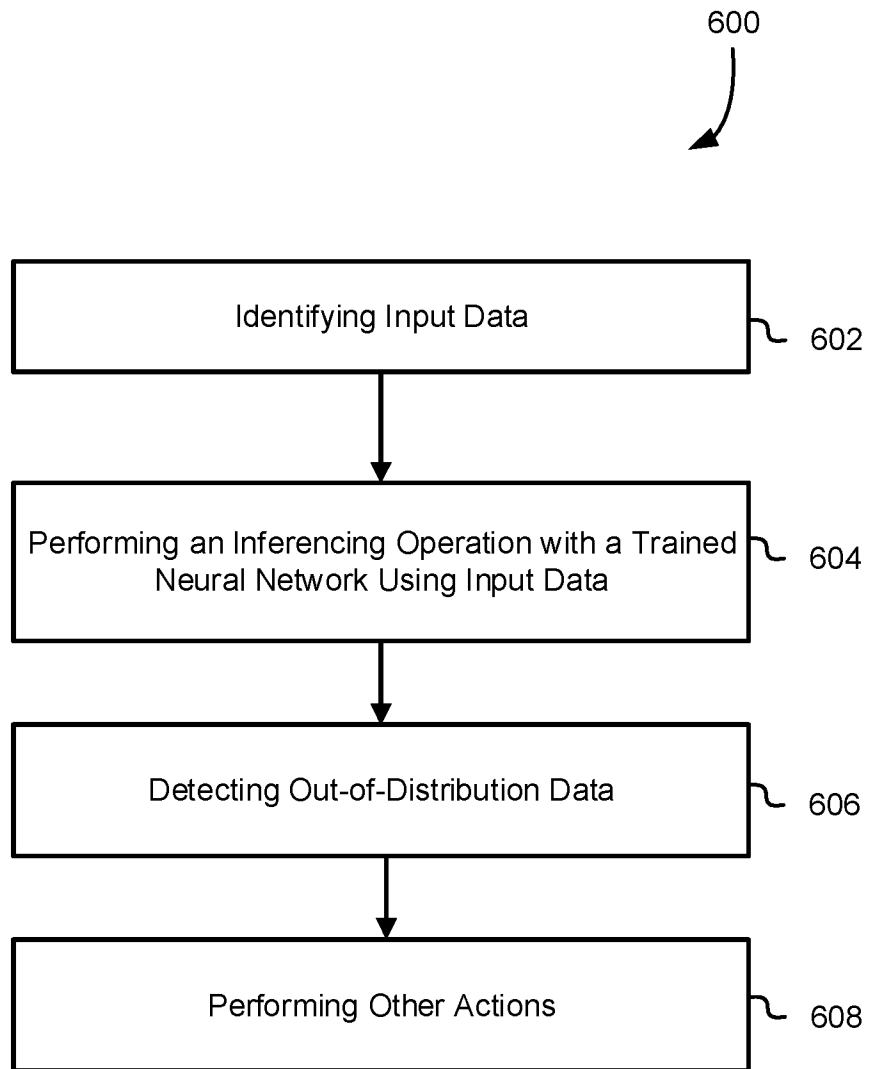 600
Identifying Input Data
602
Performing an Inferencing Operation with a Trained
Neural Network Using Input Data
604
Detecting Out-of-Distribution Data
606
Performing Other Actions
608